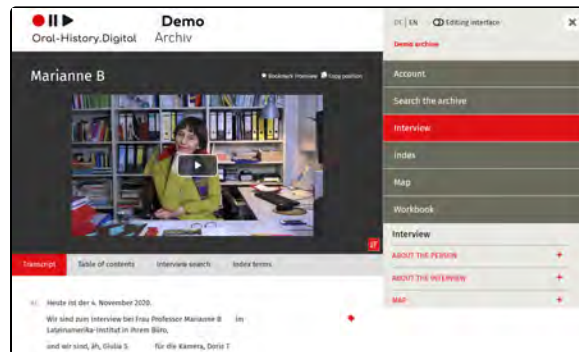 Oral-History.Digital
Demo
Archiv
DE | EN
Editing interface
Demo archive
Marianne B
Bookmark interview
Copy position
Account
Search the archive
Interview
Index
Map
Workbook
Interview
ABOUT THE PERSON
ABOUT THE INTERVIEW
MAP
Transcript
Table of contents
Interview search
Index terms
Heute ist der 4. November 2020.
Wir sind zum Interview bei Frau Professor Marianne B im
Lateinamerika-Institut in ihrem Büro,
und wir sind, äh, Giulia S. für die Kamera, Doris T